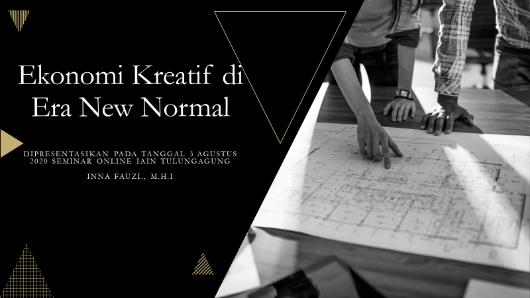 Ekonomi Kreatif di
Era New Normal
DIPRESENTASIKAN PADA TANGGAL 3 AGUSTUS
2020 SEMINAR ONLINE IAIN TULUNGAGUNG
INNA FAUZI., M.H.I